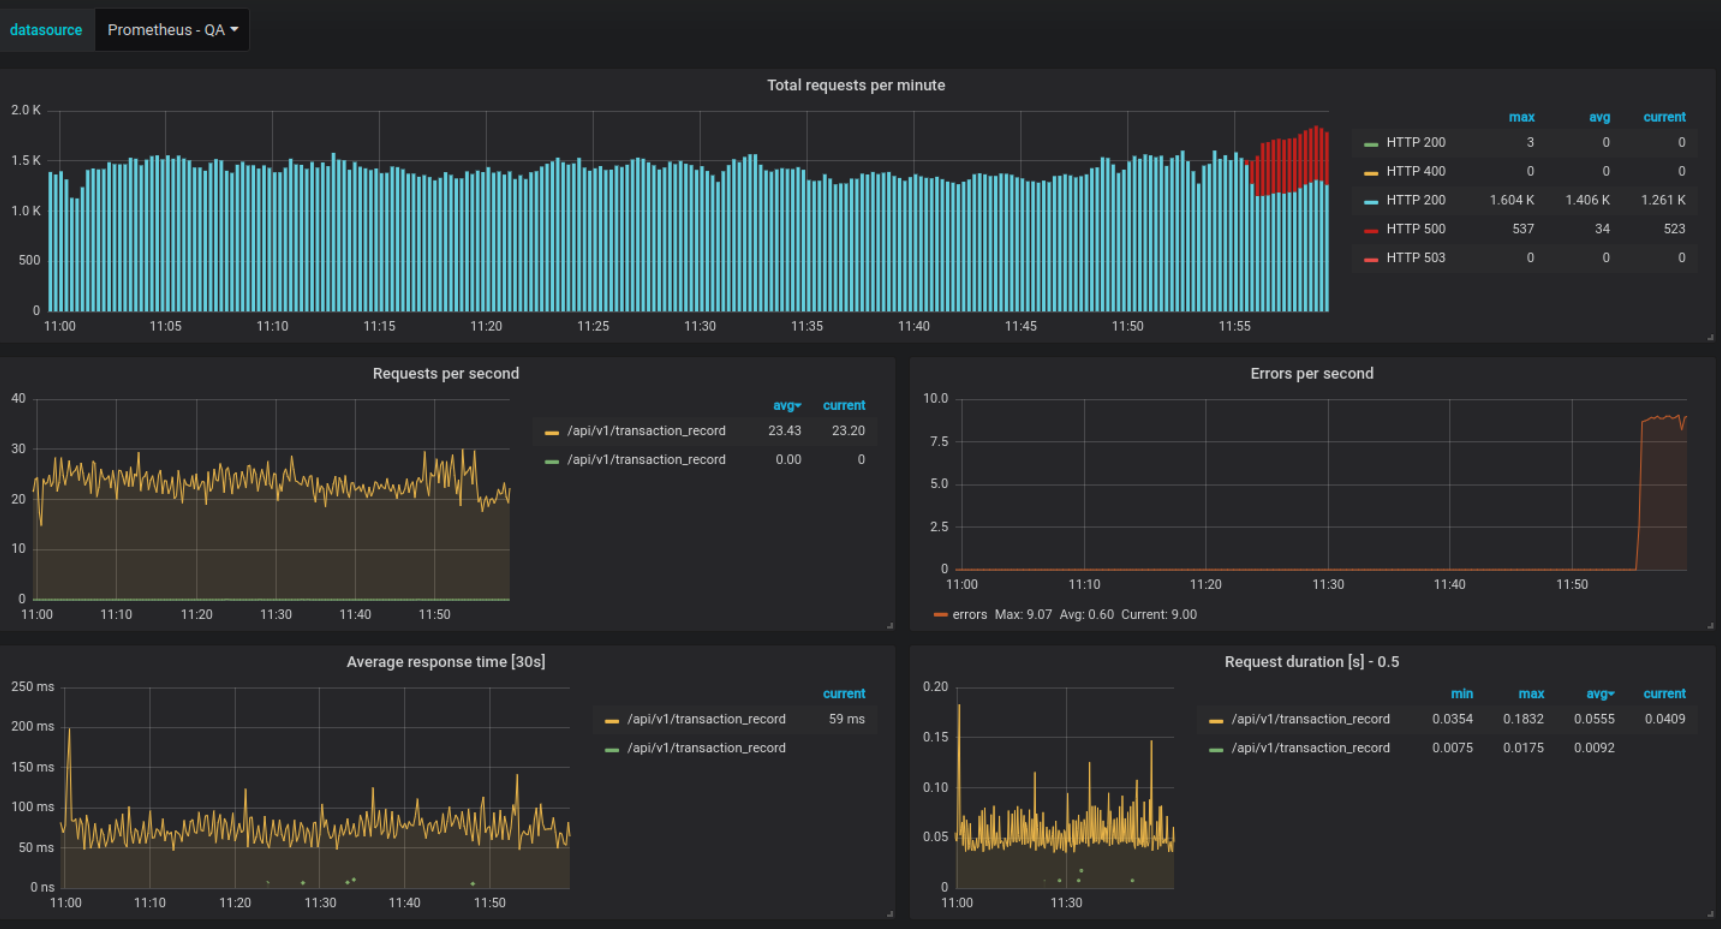 datasource Prometheus - QA
Total requests per minute
2.0 K
1.5 K
1.0 K
500
0
11:00 11:05 11:10 11:15 11:20 11:25 11:30 11:35 11:40 11:45 11:50 11:55
max avg current
HTTP 200 3 0 0
HTTP 400 0 0 0
HTTP 200 1.604 K 1.406 K 1.261 K
HTTP 500 537 34 523
HTTP 503 0 0 0
Requests per second
40
30
20
10
0
11:00 11:10 11:20 11:30 11:40 11:50
avg current
/api/v1/transaction_record 23.43 23.20
/api/v1/transaction_record 0.00 0
Errors per second
10.0
7.5
5.0
2.5
0
11:00 11:10 11:20 11:30 11:40 11:50
errors Max: 9.07 Avg: 0.60 Current: 9.00
Average response time [30s]
250 ms
200 ms
150 ms
100 ms
50 ms
0 ns
11:00 11:10 11:20 11:30 11:40 11:50
current
/api/v1/transaction_record 59 ms
/api/v1/transaction_record
Request duration [s] - 0.5
0.20
0.15
0.10
0.05
0
11:00 11:30
min max avg current
/api/v1/transaction_record 0.0354 0.1832 0.0555 0.0409
/api/v1/transaction_record 0.0075 0.0175 0.0092